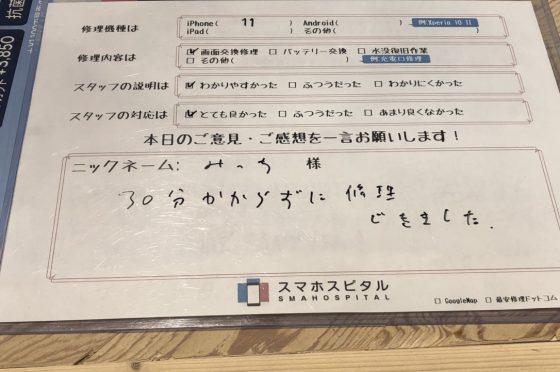 抗菌
修理機種は iPhone( 11 ) Android( ) 例:Xperia 10 II
iPad( ) その他( )
修理内容は ☑ 画面交換修理 □ バッテリー交換 □ 水没復旧作業
□ その他( ) 例:充電口修理
スタッフの説明は ☑ わかりやすかった □ ふつうだった □ わかりにくかった
スタッフの対応は ☑ とても良かった □ ふつうだった □ あまり良くなかった
本日のご意見・ご感想を一言お願いします!
ニックネーム: みっち 様
30分かからずに修理
できました.
スマホスピタル
SMAHOSPITAL
□ GoogleMap □ 最安修理ドットコム